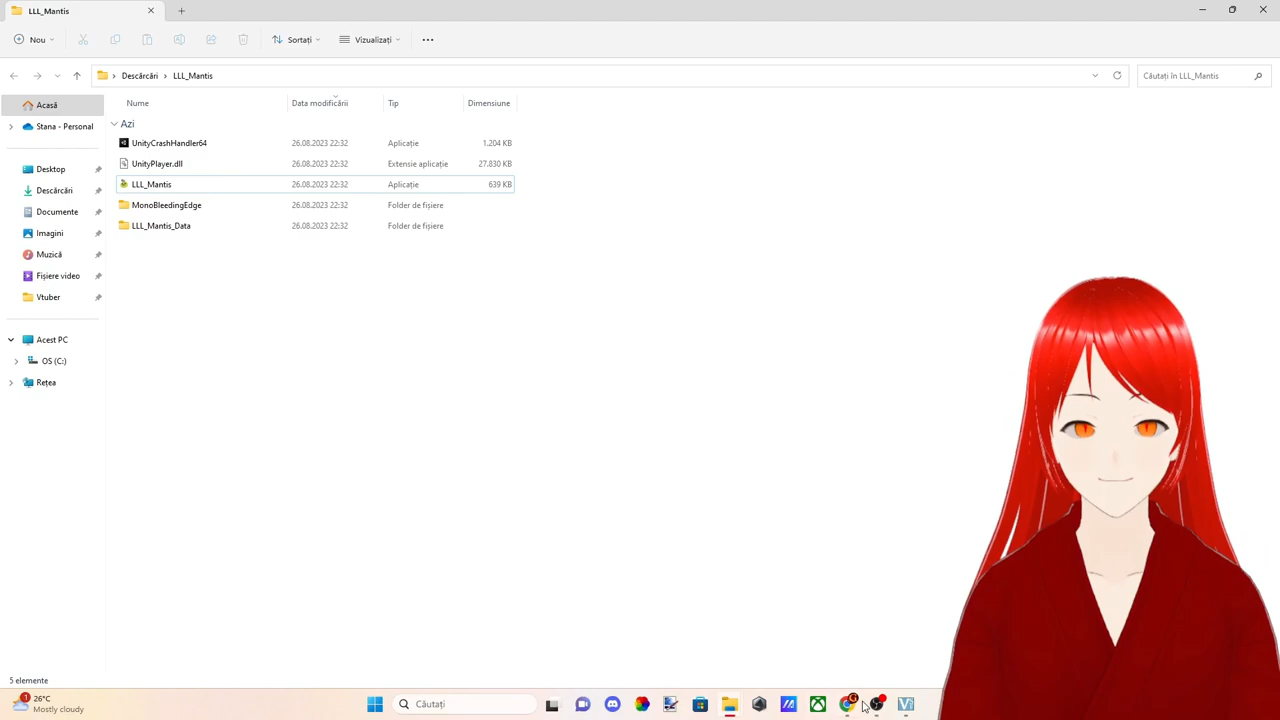 LLL_Mantis
Nou
Sortați
Vizualizați
Descărcări
LLL_Mantis
Căutați în LLL_Mantis
Acasă
Stana - Personal
Desktop
Descărcări
Documente
Imagini
Muzică
Fișiere video
Vtuber
Acest PC
OS (C:)
Rețea
Nume Data modificării Tip Dimensiune
Azi
UnityCrashHandler64 26.08.2023 22:32 Aplicație 1.204 KB
UnityPlayer.dll 26.08.2023 22:32 Extensie aplicație 27.830 KB
LLL_Mantis 26.08.2023 22:32 Aplicație 639 KB
MonoBleedingEdge 26.08.2023 22:32 Folder de fișiere
LLL_Mantis_Data 26.08.2023 22:32 Folder de fișiere
5 elemente
1
26°C
Mostly cloudy
Căutați
G
V